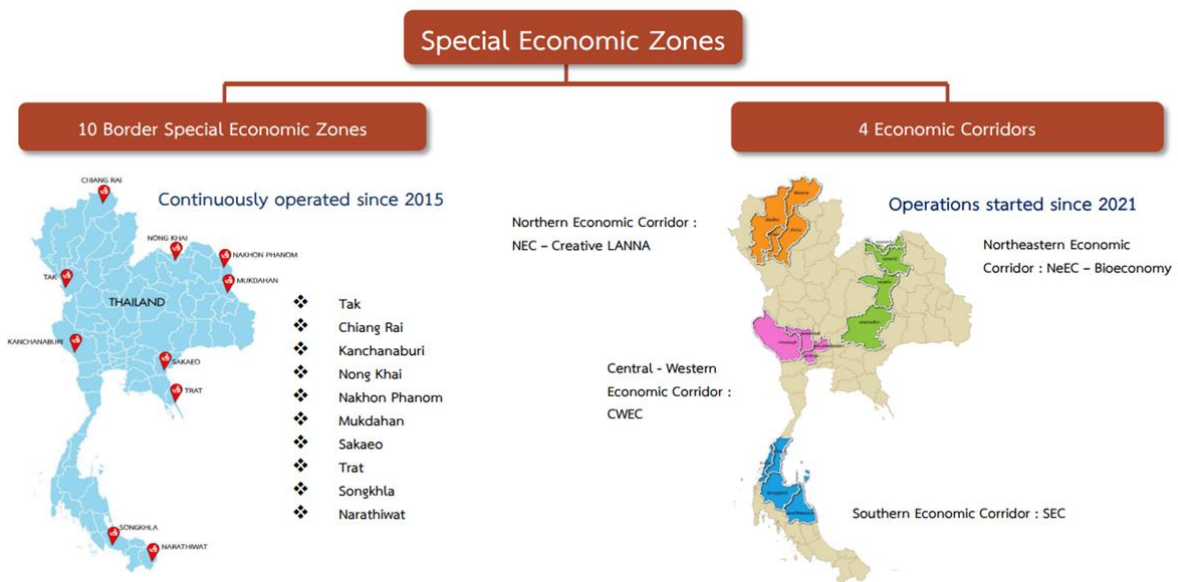 Special Economic Zones
10 Border Special Economic Zones
4 Economic Corridors
Continuously operated since 2015
CHIANG RAI
NONG KHAI
NAKHON PHANOM
TAK
MUKDAHAN
THAILAND
KANCHANABURI
SAKAEO
TRAT
SONGKHLA
NARATHIWAT
❖ Tak
❖ Chiang Rai
❖ Kanchanaburi
❖ Nong Khai
❖ Nakhon Phanom
❖ Mukdahan
❖ Sakaeo
❖ Trat
❖ Songkhla
❖ Narathiwat
Operations started since 2021
Northern Economic Corridor :
NEC – Creative LANNA
Northeastern Economic
Corridor : NeEC – Bioeconomy
Central - Western
Economic Corridor :
CWEC
Southern Economic Corridor : SEC